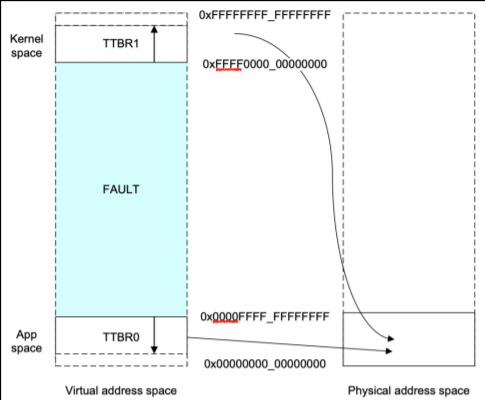 0xFFFFFFFF_FFFFFFFF
Kernel
space
TTBR1
0xFFFF0000_00000000
FAULT
0x0000FFFF_FFFFFFFF
App
space
TTBR0
0x00000000_00000000
Virtual address space
Physical address space